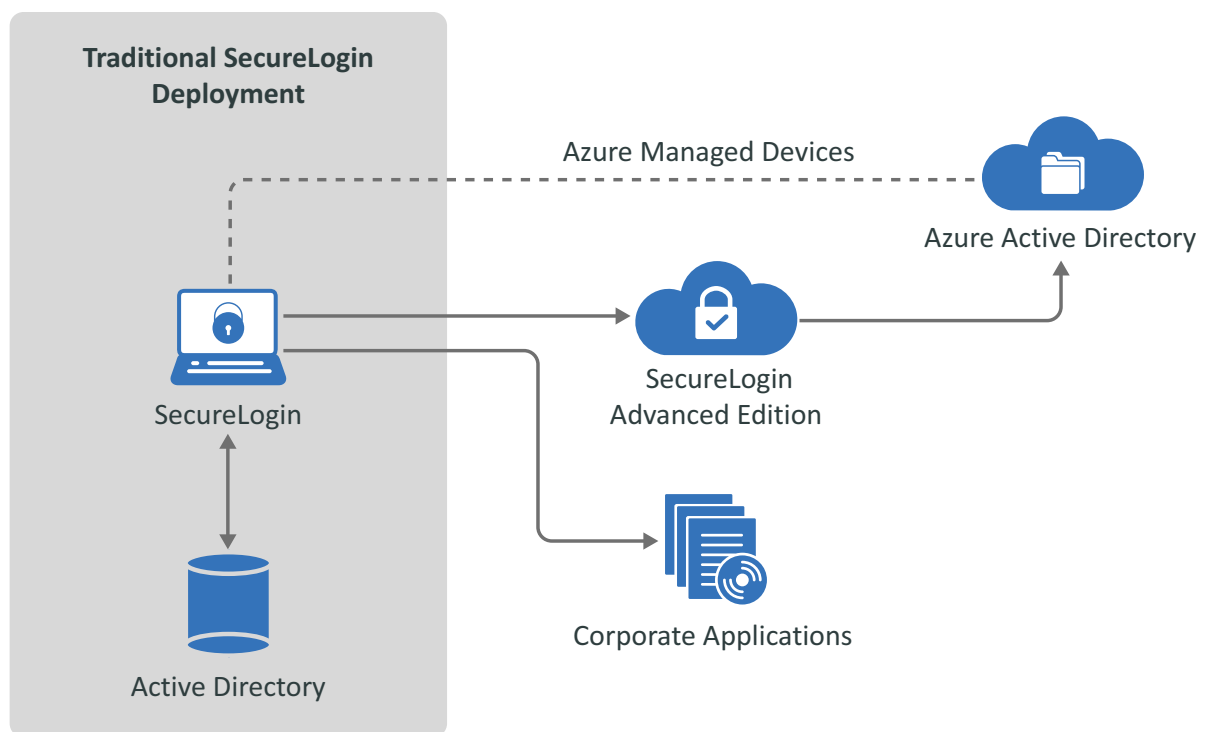 Traditional SecureLogin
Deployment
Azure Managed Devices
Azure Active Directory
SecureLogin
Advanced Edition
SecureLogin
Corporate Applications
Active Directory